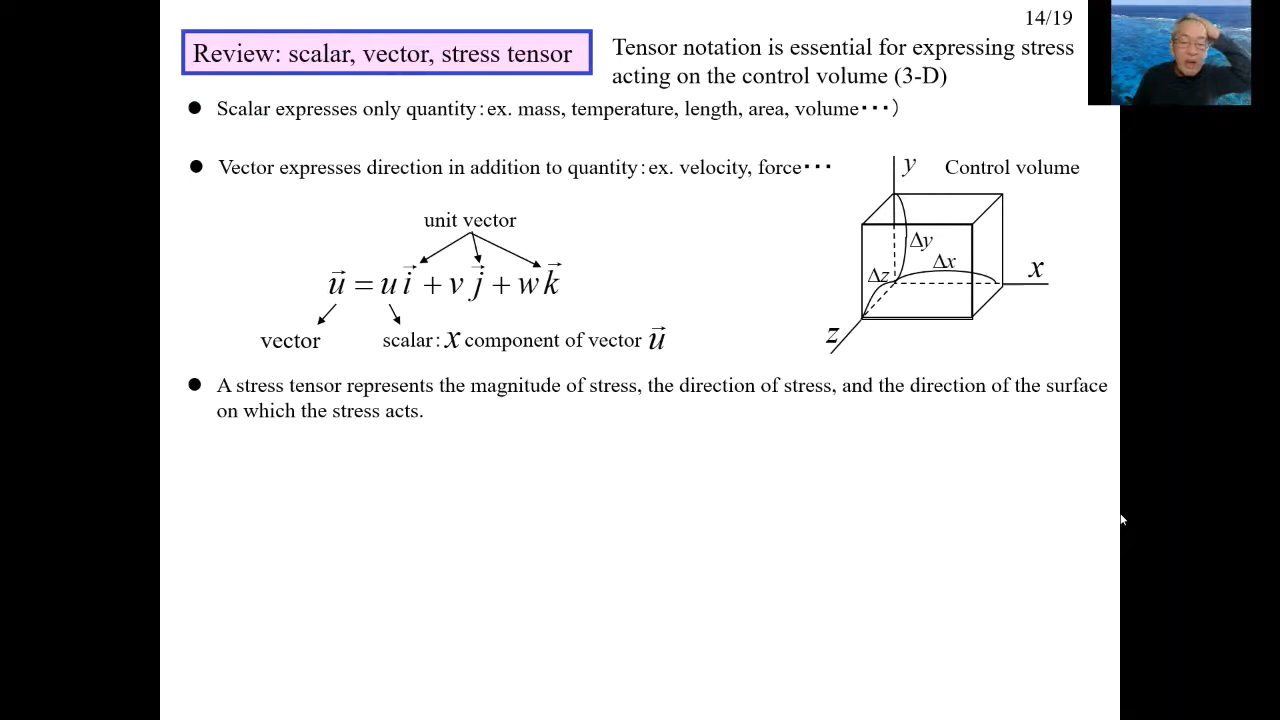 14/19
Review: scalar, vector, stress tensor
Tensor notation is essential for expressing stress
acting on the control volume (3-D)
● Scalar expresses only quantity：ex. mass, temperature, length, area, volume･･･）
● Vector expresses direction in addition to quantity：ex. velocity, force･･･
y
Control volume
unit vector
Δy
Δx
x
Δz
u⃗ = u i⃗ + v j⃗ + w k⃗
z
vector
scalar：x component of vector u⃗
● A stress tensor represents the magnitude of stress, the direction of stress, and the direction of the surface
on which the stress acts.